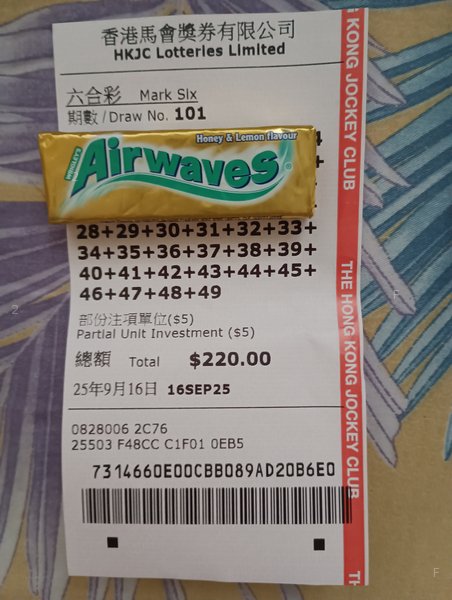 香港馬會獎券有限公司
HKJC Lotteries Limited
六合彩 Mark Six
期數/Draw No. 101
WRIGLEY'S
Honey & Lemon flavour
Airwaves®
28+29+30+31+32+33+
34+35+36+37+38+39+
40+41+42+43+44+45+
46+47+48+49
部份注項單位($5)
Partial Unit Investment ($5)
總額 Total $220.00
25年9月16日 16SEP25
0828006 2C76
25503 F48CC C1F01 0EB5
7314660E00CBB089AD20B6E0
HONG KONG JOCKEY CLUB
THE HONG KONG JOCKEY CLUB
TH
2
F
F